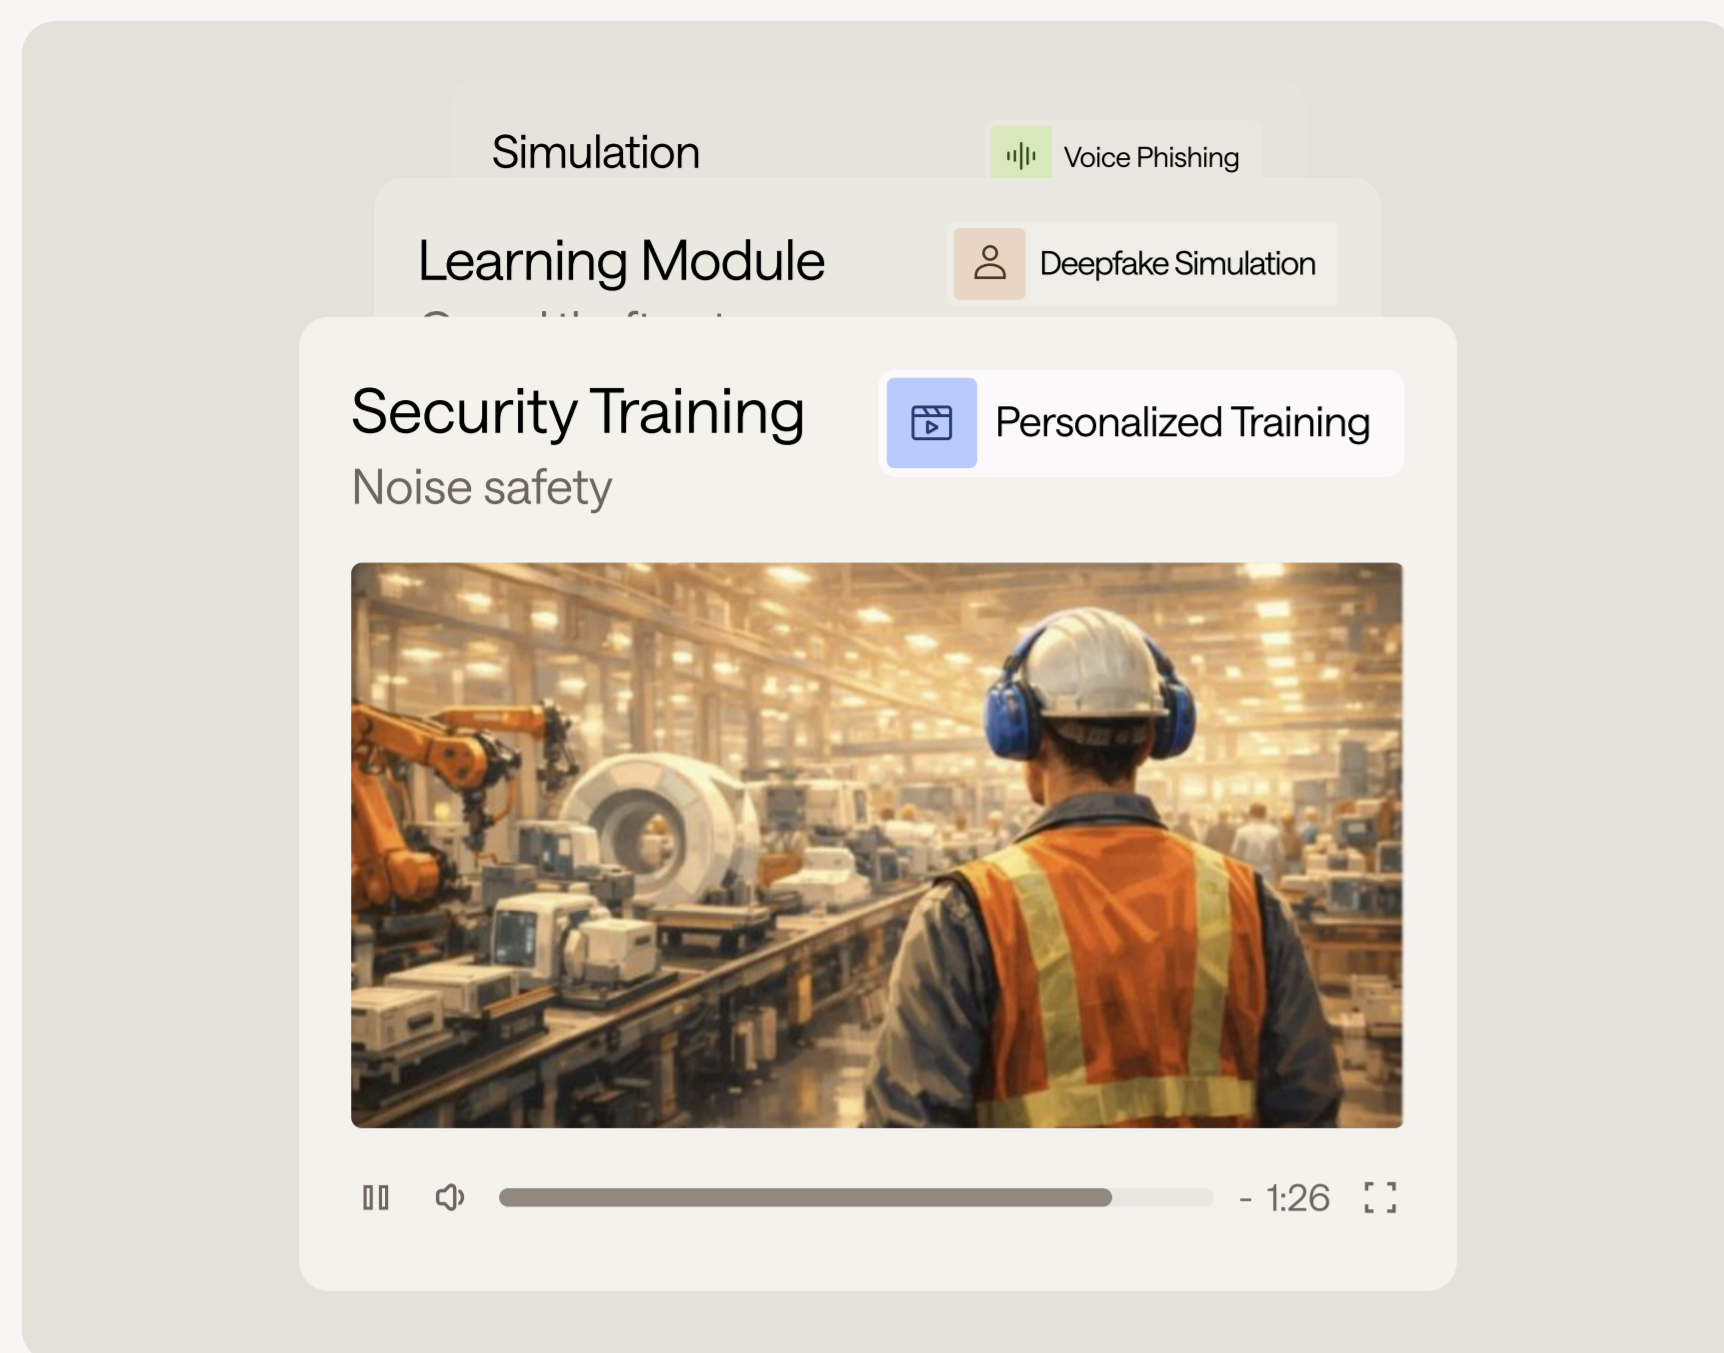 Simulation
Voice Phishing
Learning Module
Deepfake Simulation
Security Training
Personalized Training
Noise safety
- 1:26